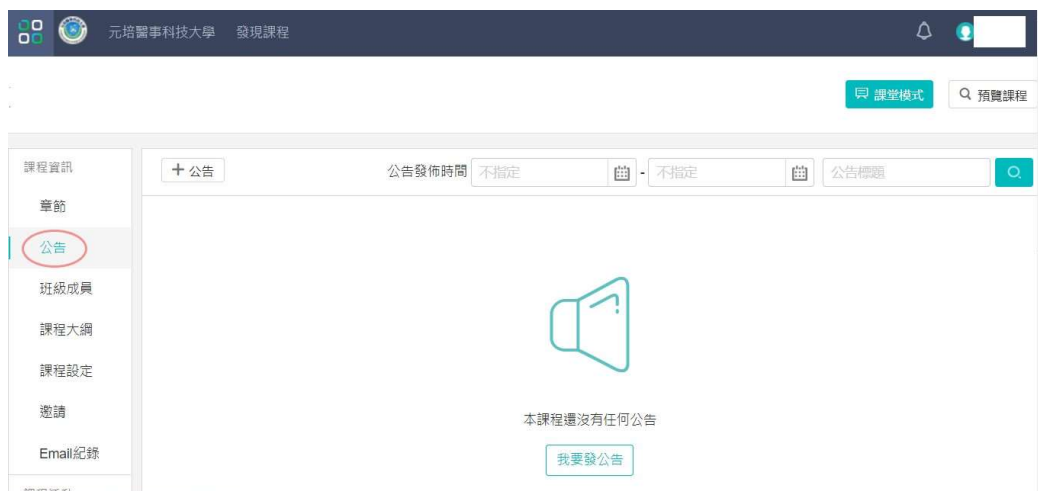 元培醫事科技大學 發現課程
課堂模式 預覽課程
課程資訊
+ 公告 公告發佈時間 不指定 - 不指定 公告標題
章節
公告
班級成員
課程大綱
課程設定
邀請
Email紀錄
本課程還沒有任何公告
我要發公告